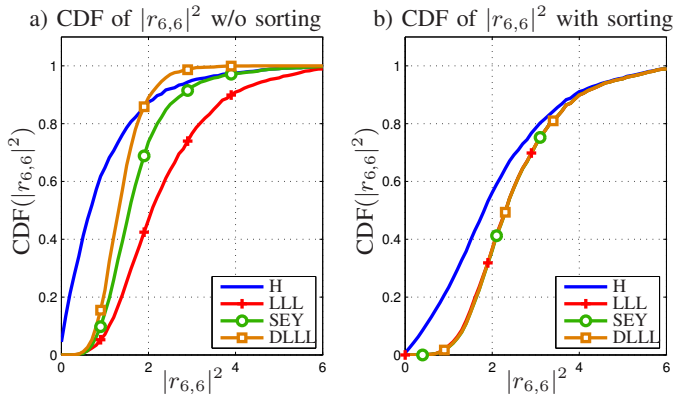 a) CDF of |r₆,₆|² w/o sorting
CDF(|r₆,₆|²)
1
0.8
0.6
0.4
0.2
0
0
2
4
6
|r₆,₆|²
H
LLL
SEY
DLLL
b) CDF of |r₆,₆|² with sorting
CDF(|r₆,₆|²)
1
0.8
0.6
0.4
0.2
0
0
2
4
6
|r₆,₆|²
H
LLL
SEY
DLLL